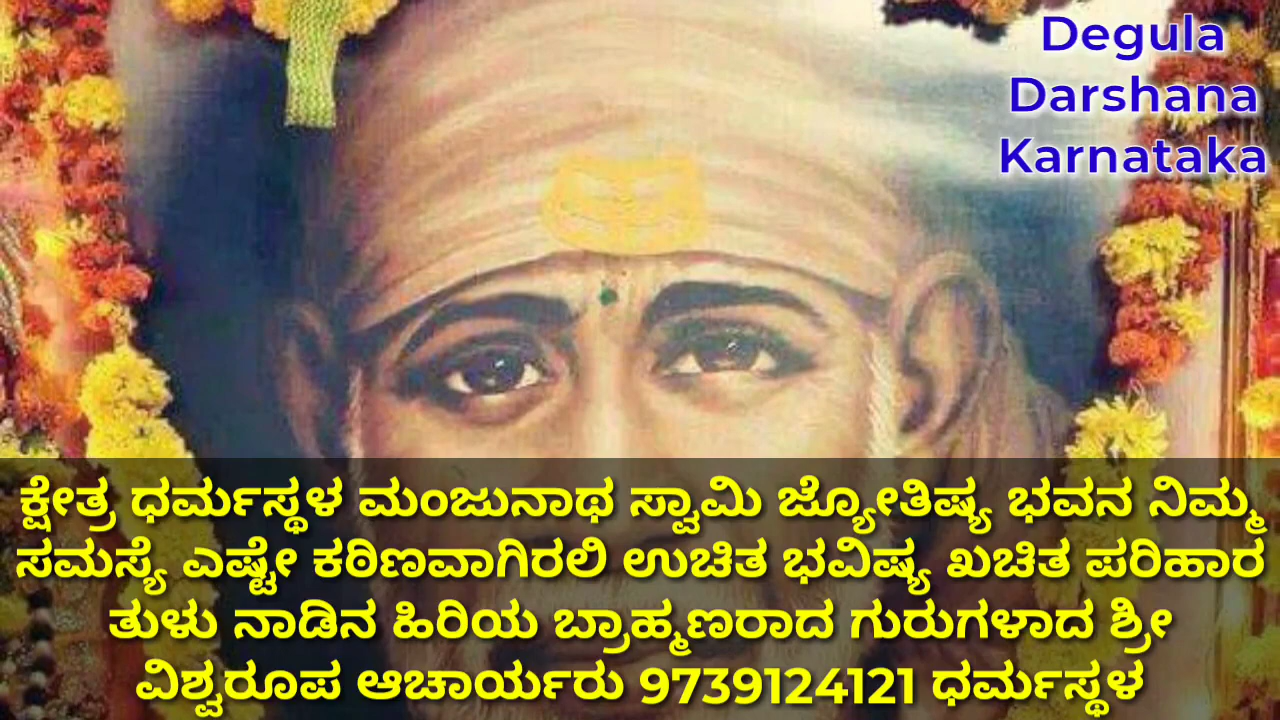 Degula
Darshana
Karnataka
ಕ್ಷೇತ್ರ ಧರ್ಮಸ್ಥಳ ಮಂಜುನಾಥ ಸ್ವಾಮಿ ಜ್ಯೋತಿಷ್ಯ ಭವನ ನಿಮ್ಮ
ಸಮಸ್ಯೆ ಎಷ್ಟೇ ಕಠಿಣವಾಗಿರಲಿ ಉಚಿತ ಭವಿಷ್ಯ ಖಚಿತ ಪರಿಹಾರ
ತುಳು ನಾಡಿನ ಹಿರಿಯ ಬ್ರಾಹ್ಮಣರಾದ ಗುರುಗಳಾದ ಶ್ರೀ
ವಿಶ್ವರೂಪ ಆಚಾರ್ಯರು 9739124121 ಧರ್ಮಸ್ಥಳ